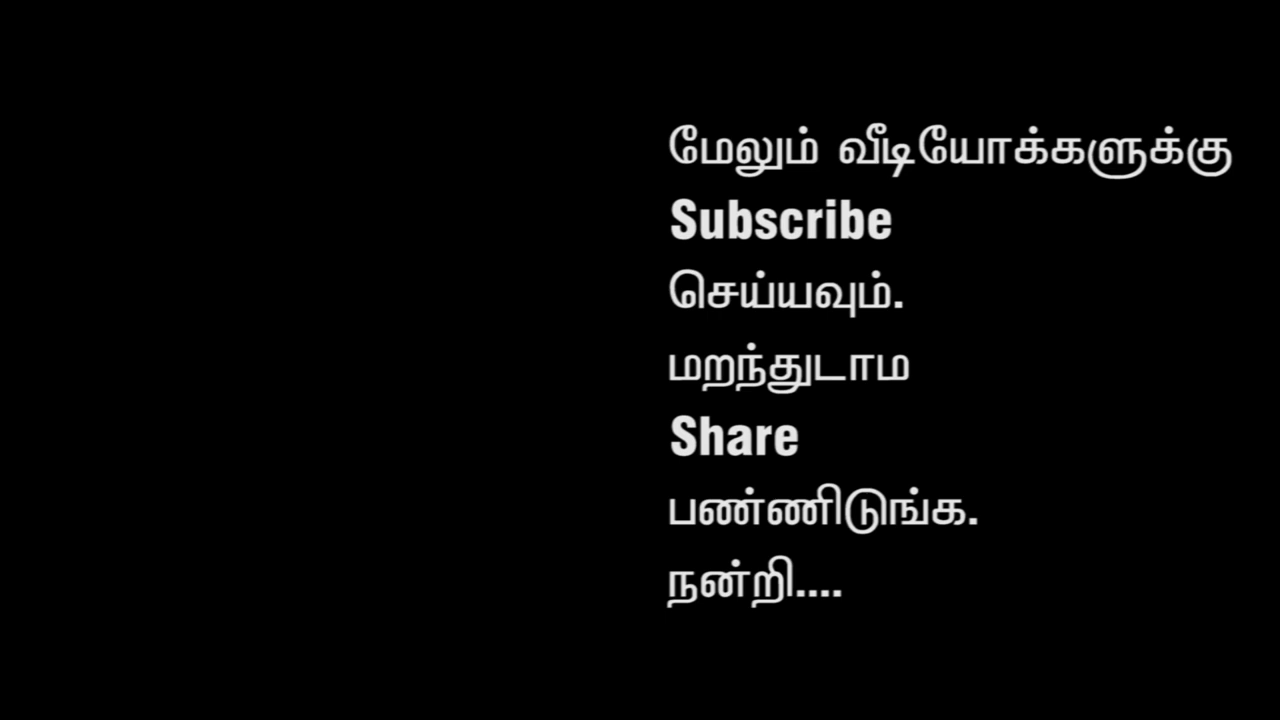 மேலும் வீடியோக்களுக்கு
Subscribe
செய்யவும்.
மறந்துடாம
Share
பண்ணிடுங்க.
நன்றி....